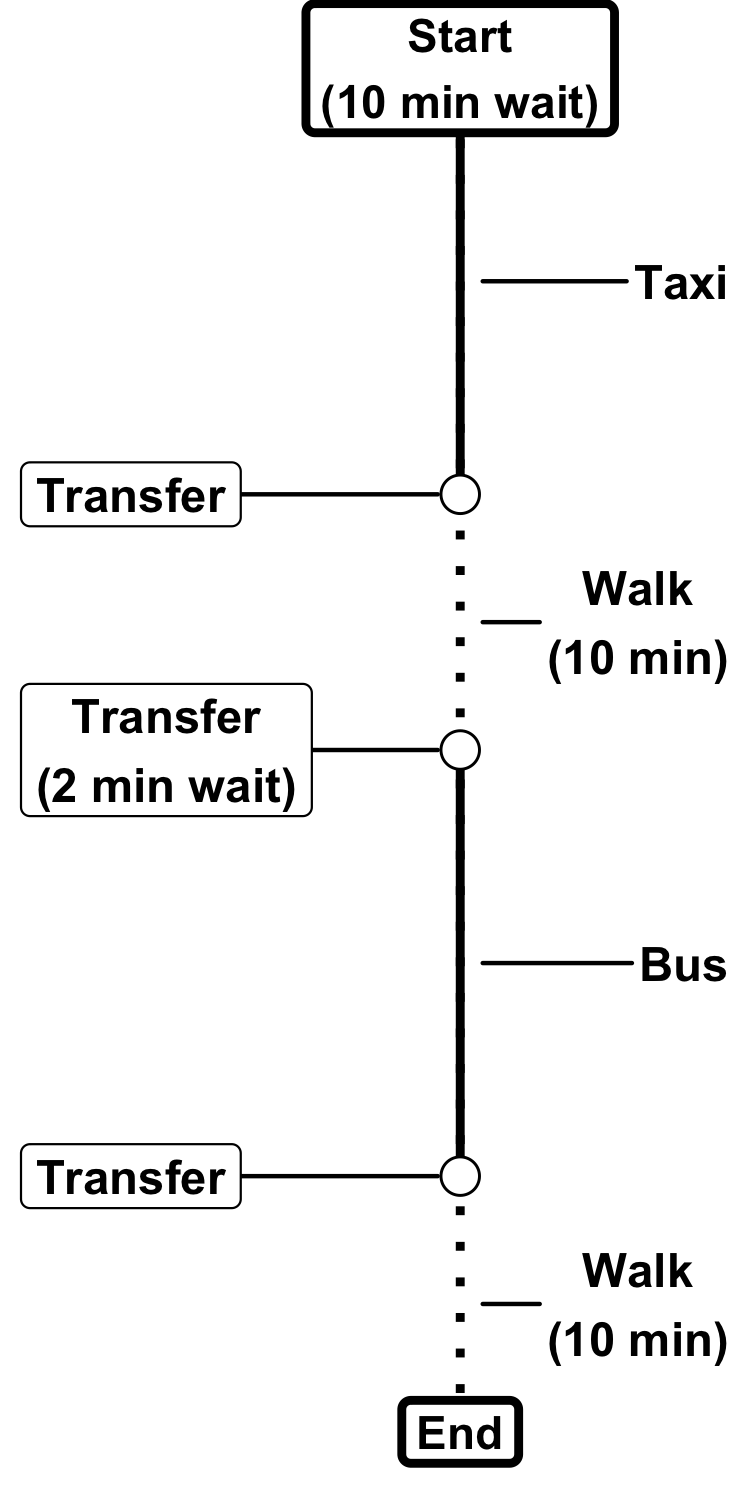 Start
(10 min wait)
Taxi
Transfer
Walk
(10 min)
Transfer
(2 min wait)
Bus
Transfer
Walk
(10 min)
End